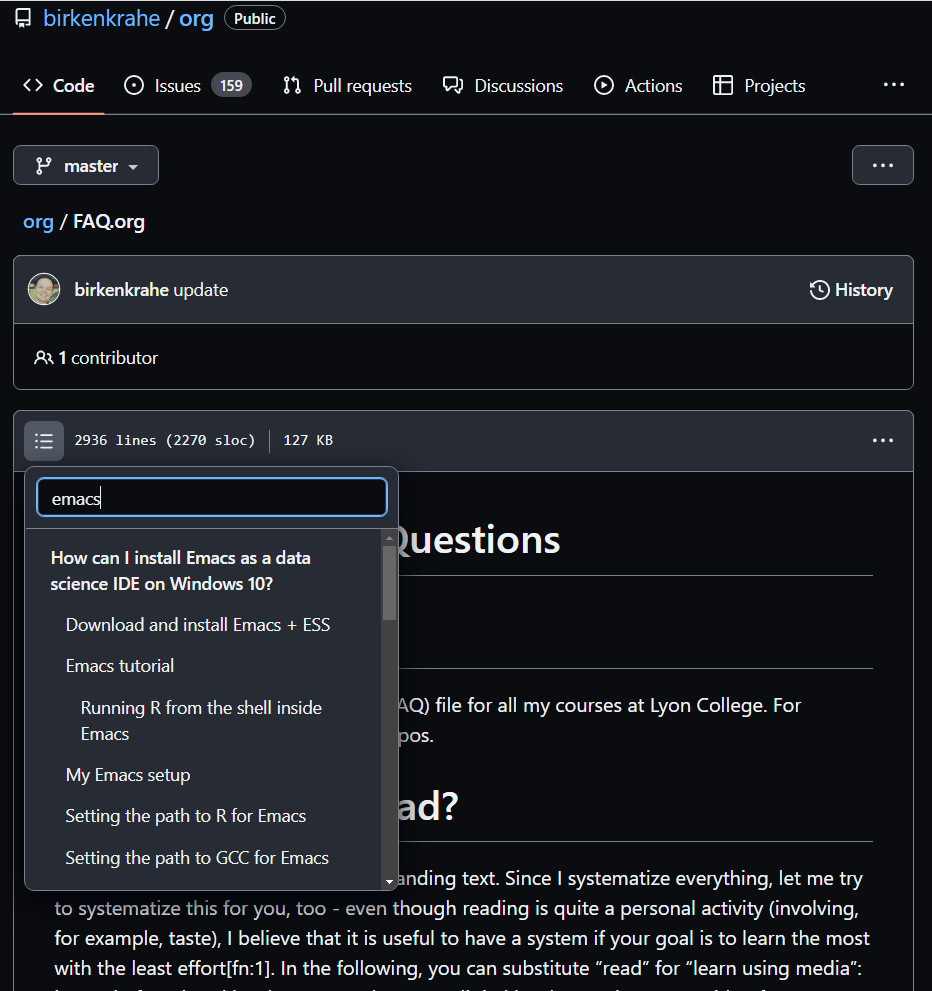 birkenkrahe / org Public
Code Issues 159 Pull requests Discussions Actions Projects ...
master ...
org / FAQ.org
birkenkrahe update History
1 contributor
2936 lines (2270 sloc) 127 KB ...
emacs
Questions
How can I install Emacs as a data
science IDE on Windows 10?
Download and install Emacs + ESS
Emacs tutorial
Running R from the shell inside
Emacs
My Emacs setup
Setting the path to R for Emacs
Setting the path to GCC for Emacs
AQ) file for all my courses at Lyon College. For
pos.
ad?
anding text. Since I systematize everything, let me try
to systematize this for you, too - even though reading is quite a personal activity (involving,
for example, taste), I believe that it is useful to have a system if your goal is to learn the most
with the least effort[fn:1]. In the following, you can substitute “read” for “learn using media”: